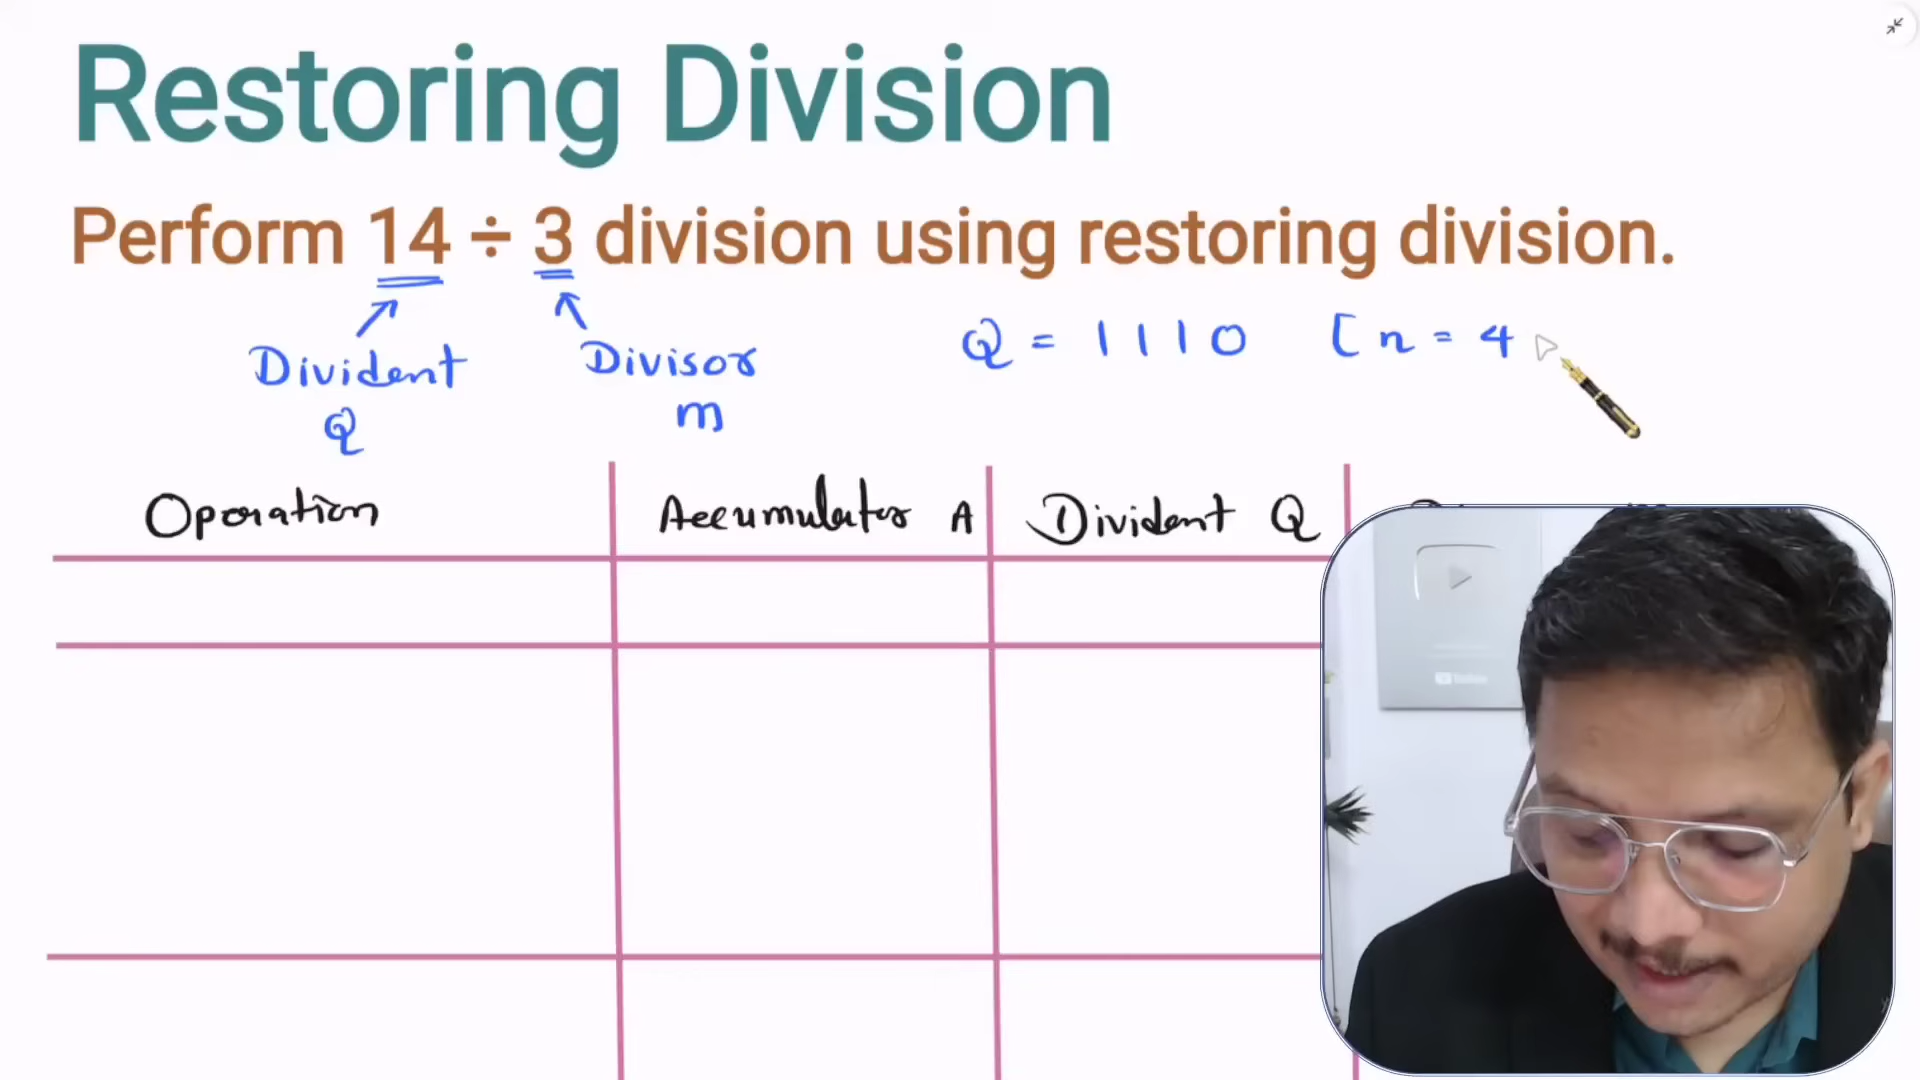 Restoring Division
Perform 14 ÷ 3 division using restoring division.
Divident
Q
Divisor
m
Q = 1110 [ n = 4
Operation
Accumulator A
Divident Q